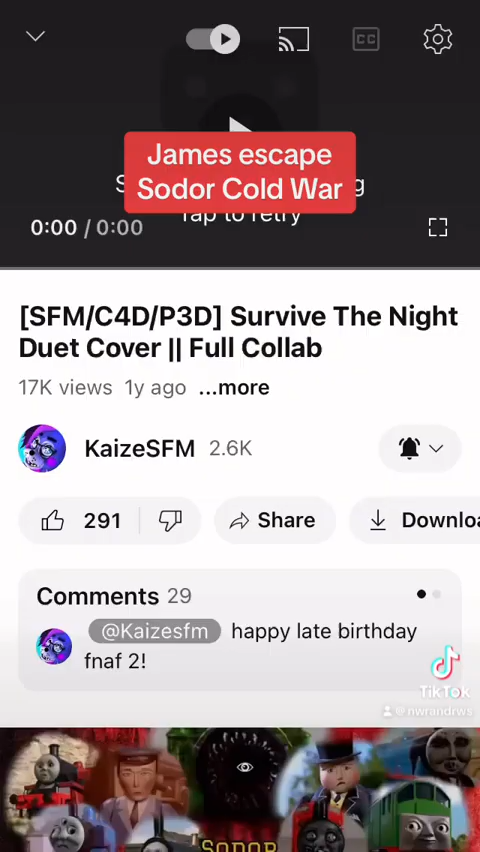 CC
James escape
Sodor Cold War
S
g
Tap to retry
0:00 / 0:00
[SFM/C4D/P3D] Survive The Night
Duet Cover || Full Collab
17K views 1y ago ...more
KaizeSFM 2.6K
291
Share
Downloa
Comments 29
@Kaizesfm happy late birthday
fnaf 2!
TikTok
@nwrandrws
SODOR